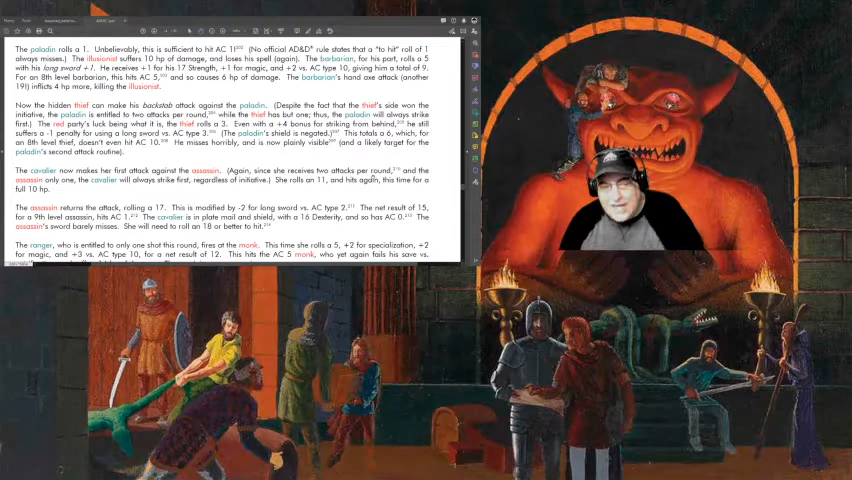 The paladin rolls a 1. Unbelievably, this is sufficient to hit AC 1!²⁰² (No official AD&D® rule states that a "to hit" roll of 1
always misses.) The illusionist suffers 10 hp of damage, and loses his spell (again). The barbarian, for his part, rolls a 5
with his long sword +1. He receives +1 for his 17 Strength, +1 for magic, and +2 vs. AC type 10, giving him a total of 9.
For an 8th level barbarian, this hits AC 5, and so causes 6 hp of damage. The barbarian's hand axe attack (another
19!) inflicts 4 hp more, killing the illusionist.
Now the hidden thief can make his backstab attack against the paladin. (Despite the fact that the thief's side won the
initiative, the paladin is entitled to two attacks per round, while the thief has but one; thus, the paladin will always strike
first.) The red party's luck being what it is, the thief rolls a 3. Even with a +4 bonus for striking from behind, he still
suffers a -1 penalty for using a long sword vs. AC type 3. (The paladin's shield is negated.) This totals a 6, which, for
an 8th level thief, doesn't even hit AC 10. He misses horribly, and is now plainly visible (and a likely target for the
paladin's second attack routine).
The cavalier now makes her first attack against the assassin. (Again, since she receives two attacks per round, and the
assassin only one, the cavalier will always strike first, regardless of initiative.) She rolls an 11, and hits again, this time for a
full 10 hp.
The assassin returns the attack, rolling a 17. This is modified by -2 for long sword vs. AC type 2. The net result of 15,
for a 9th level assassin, hits AC 1. The cavalier is in plate mail and shield, with a 16 Dexterity, and so has AC 0. The
assassin's sword barely misses. She will need to roll an 18 or better to hit.
The ranger, who is entitled to only one shot this round, fires at the monk. This time she rolls a 5, +2 for specialization, +2
for magic, and +3 vs. AC type 10, for a net result of 12. This hits the AC 5 monk, who yet again fails his save vs.